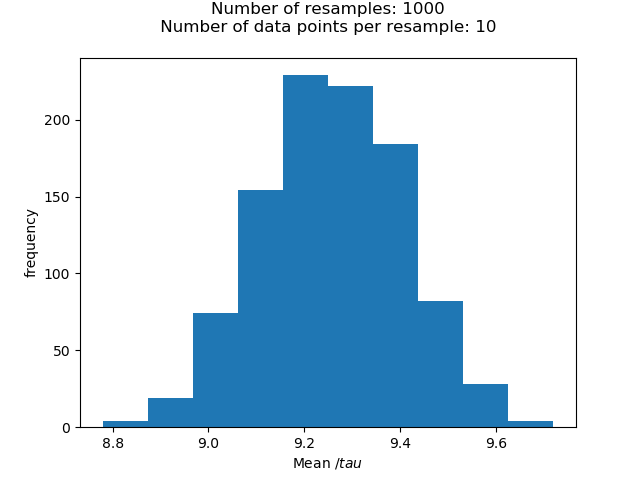 Number of resamples: 1000
Number of data points per resample: 10
200
150
100
50
0
frequency
8.8 9.0 9.2 9.4 9.6
Mean /tau